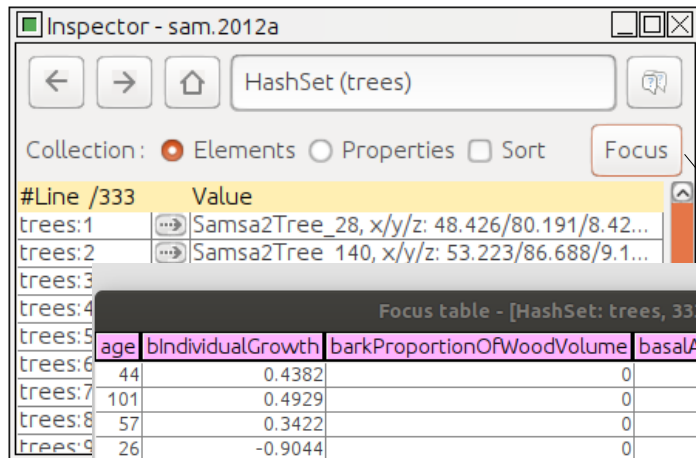 Inspector - sam.2012a
HashSet (trees)
Collection: Elements Properties Sort Focus
#Line /333 Value
trees:1 Samsa2Tree_28, x/y/z: 48.426/80.191/8.42...
trees:2 Samsa2Tree_140, x/y/z: 53.223/86.688/9.1...
trees:3
trees:4
Focus table - [HashSet: trees, 33
trees:5
age bIndividualGrowth barkProportionOfWoodVolume basalA
trees:6
44 0.4382 0
trees:7
101 0.4929 0
trees:8
57 0.3422 0
trees:9
26 -0.9044 0